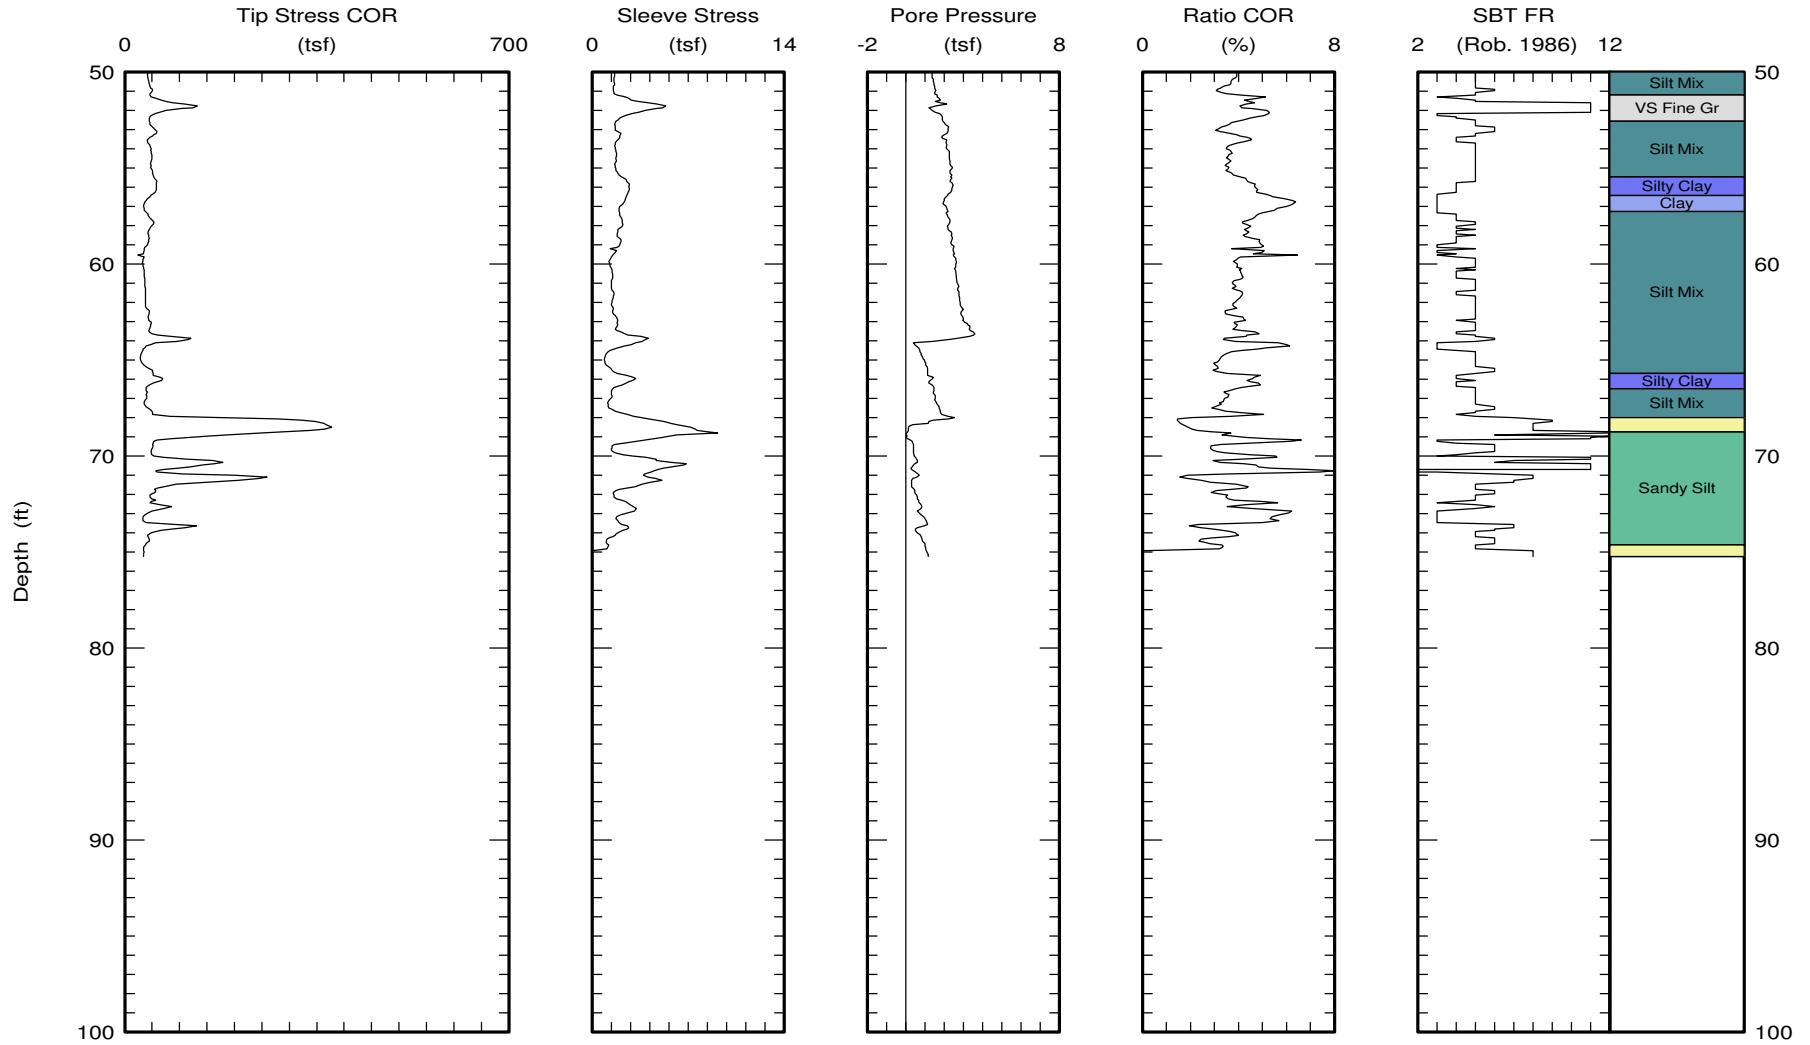 Tip Stress COR Sleeve Stress Pore Pressure Ratio COR SBT FR
0 (tsf) 700 0 (tsf) 14 -2 (tsf) 8 0 (%) 8 2 (Rob. 1986) 12
50 50
Silt Mix
VS Fine Gr
Silt Mix
Silty Clay
Clay
60 60
Silt Mix
Silty Clay
Silt Mix
70 70
Sandy Silt
Depth (ft)
80 80
90 90
100 100